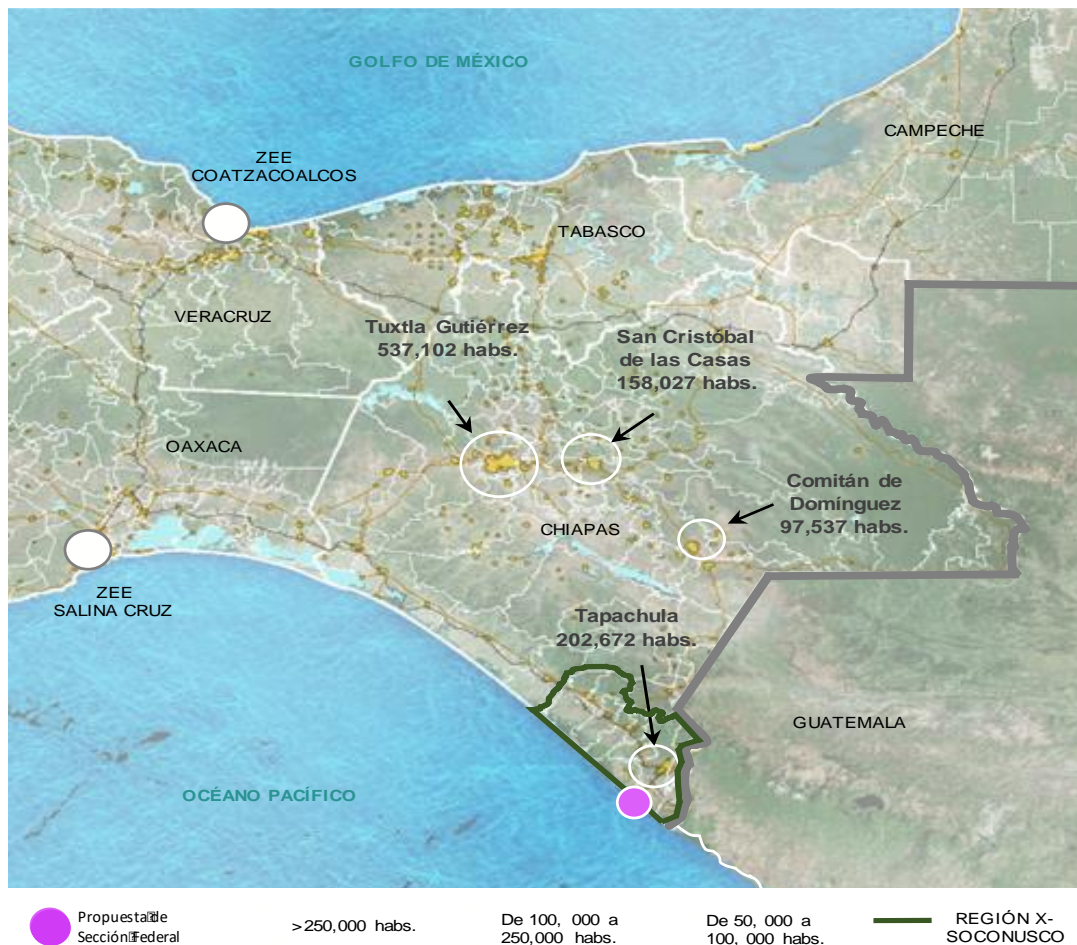 GOLFO DE MÉXICO
CAMPECHE
ZEE
COATZACOALCOS
TABASCO
VERACRUZ
Tuxtla Gutiérrez
537,102 habs.
San Cristóbal
de las Casas
158,027 habs.
OAXACA
Comitán de
Domínguez
97,537 habs.
CHIAPAS
ZEE
SALINA CRUZ
Tapachula
202,672 habs.
GUATEMALA
OCÉANO PACÍFICO
Propuesta de
Sección Federal
>250,000 habs.
De 100, 000 a
250,000 habs.
De 50, 000 a
100, 000 habs.
REGIÓN X-
SOCONUSCO